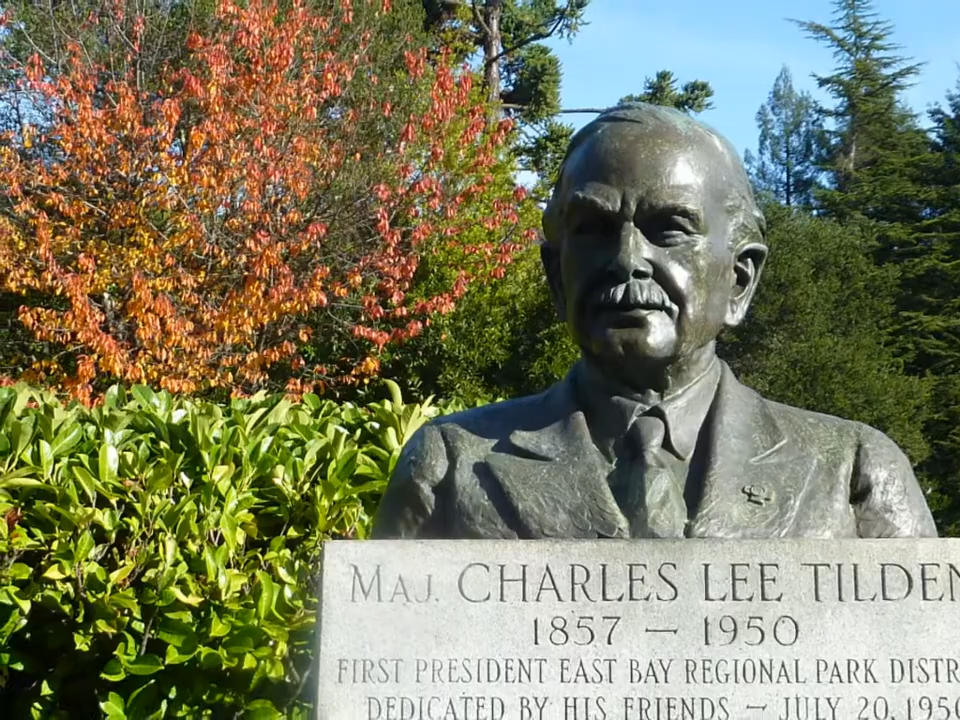 MAJ. CHARLES LEE TILDEN
1857 — 1950
FIRST PRESIDENT EAST BAY REGIONAL PARK DISTR
DEDICATED BY HIS FRIENDS — JULY 20, 195